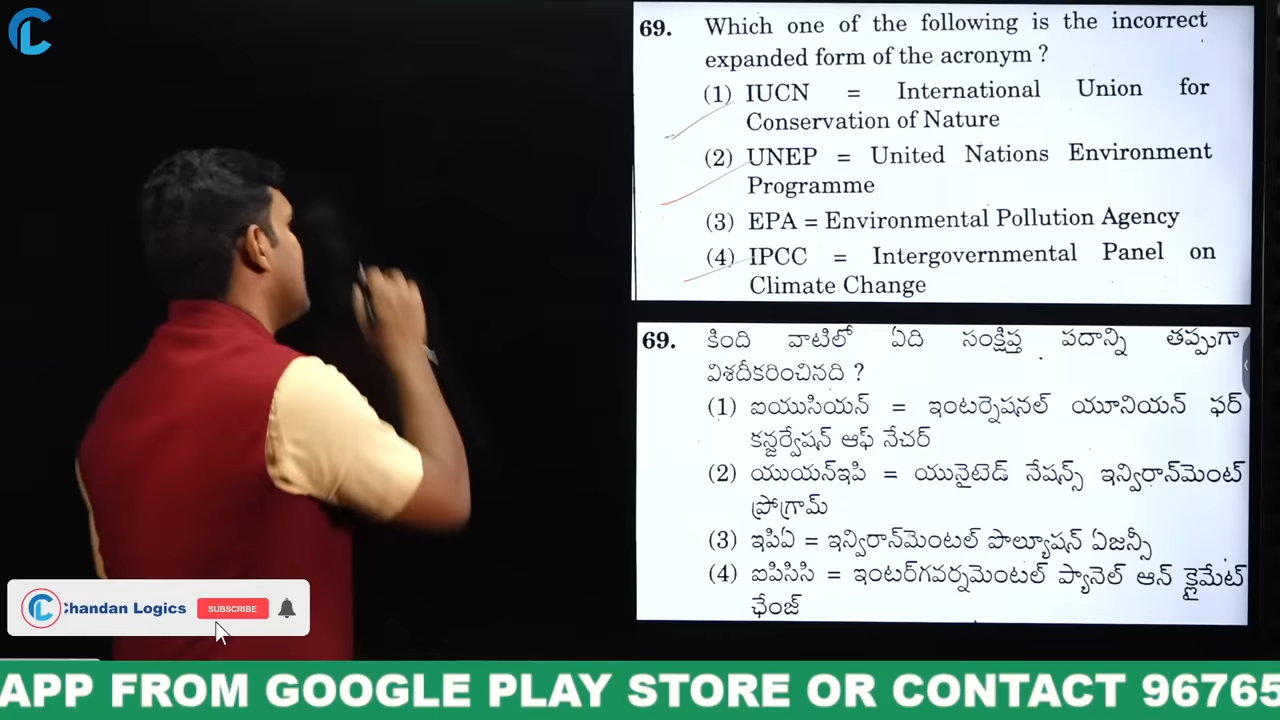 69. Which one of the following is the incorrect
expanded form of the acronym ?
(1) IUCN = International Union for
Conservation of Nature
(2) UNEP = United Nations Environment
Programme
(3) EPA = Environmental Pollution Agency
(4) IPCC = Intergovernmental Panel on
Climate Change
69. కింది వాటిలో ఏది సంక్షిప్త పదాన్ని తప్పుగా
విశదీకరించినది ?
(1) ఐయుసియన్ = ఇంటర్నెషనల్ యూనియన్ ఫర్
కన్జర్వేషన్ ఆఫ్ నేచర్
(2) యుయన్ఇపి = యునైటెడ్ నేషన్స్ ఇన్విరాన్‌మెంట్
ప్రోగ్రామ్
(3) ఇపిఏ = ఇన్విరాన్‌మెంటల్ పొల్యూషన్ ఏజన్సీ
(4) ఐపిసిసి = ఇంటర్‌గవర్నమెంటల్ ప్యానెల్ ఆన్ క్లైమేట్
ఛేంజ్
Chandan Logics SUBSCRIBE
APP FROM GOOGLE PLAY STORE OR CONTACT 96765